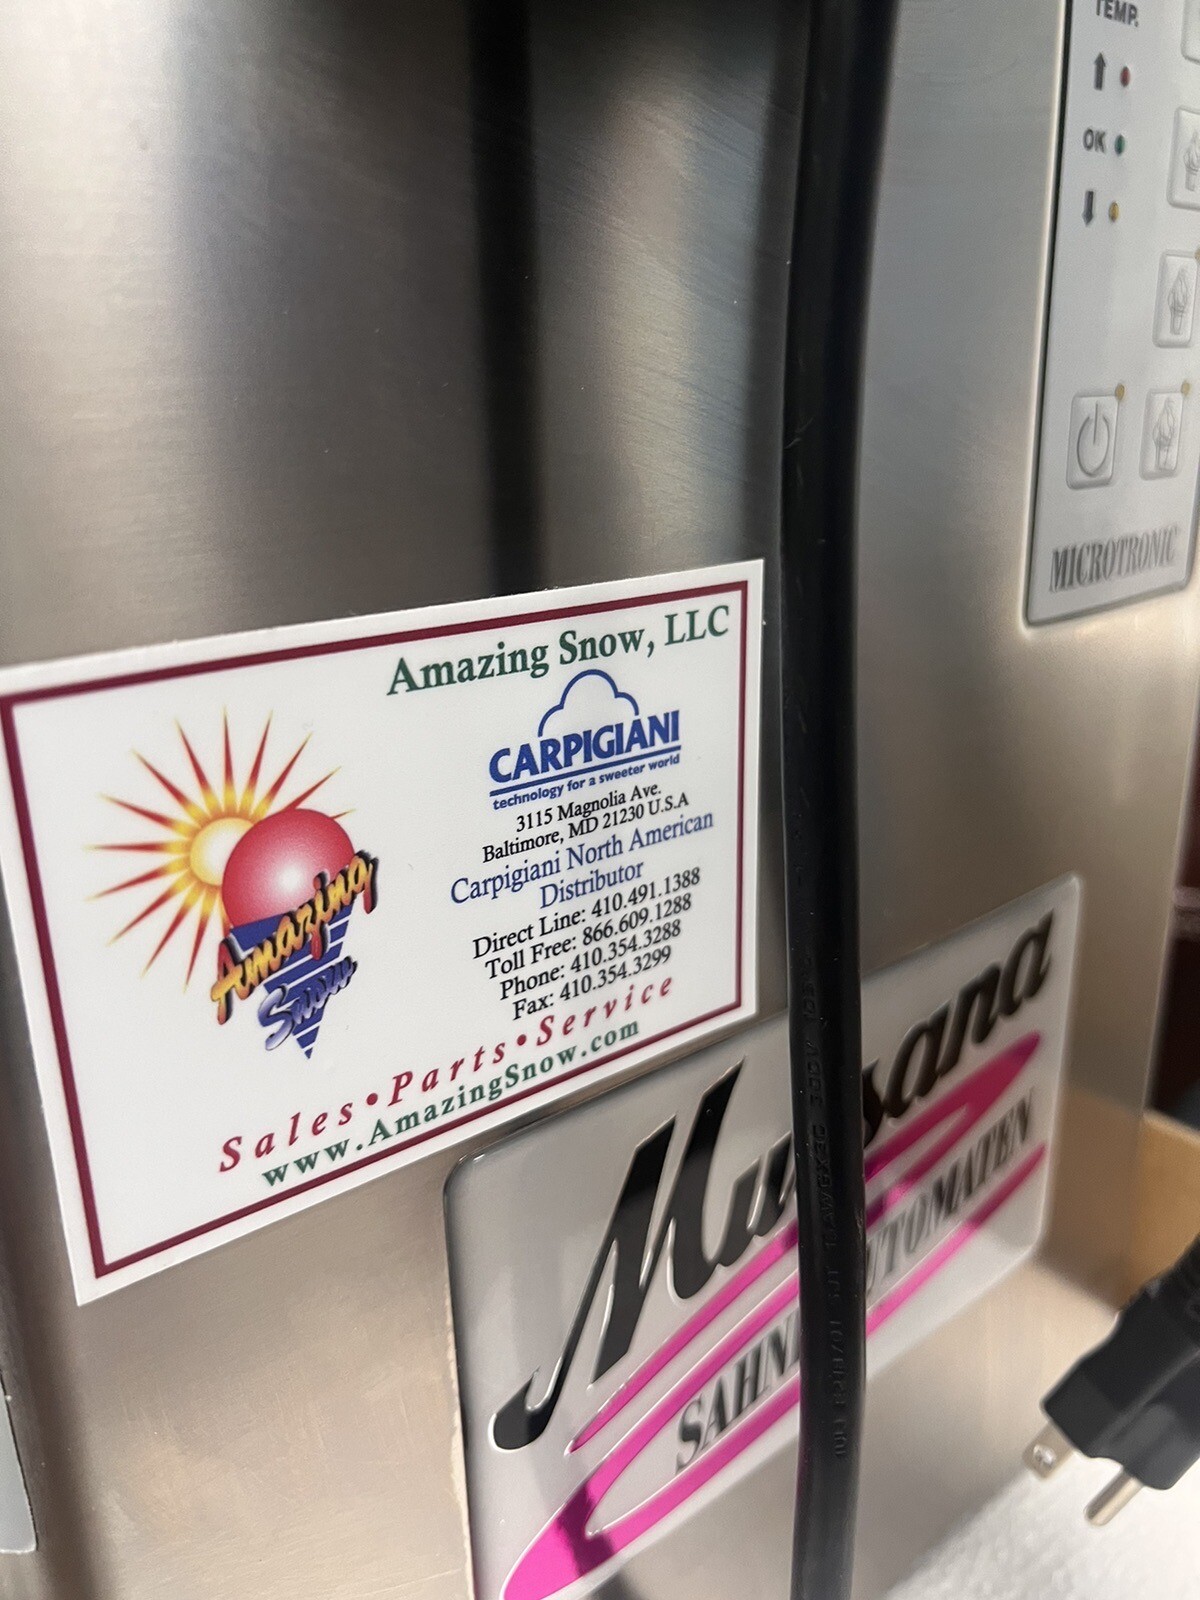 TEMP.
OK
MICROTRONIC
Amazing Snow, LLC
CARPIGIANI
technology for a sweeter world
3115 Magnolia Ave.
Baltimore, MD 21230 U.S.A
Carpigiani North American
Distributor
Direct Line: 410.491.1388
Toll Free: 866.609.1288
Phone: 410.354.3288
Fax: 410.354.3299
Amazing
Snow
Sales•Parts•Service
www.AmazingSnow.com